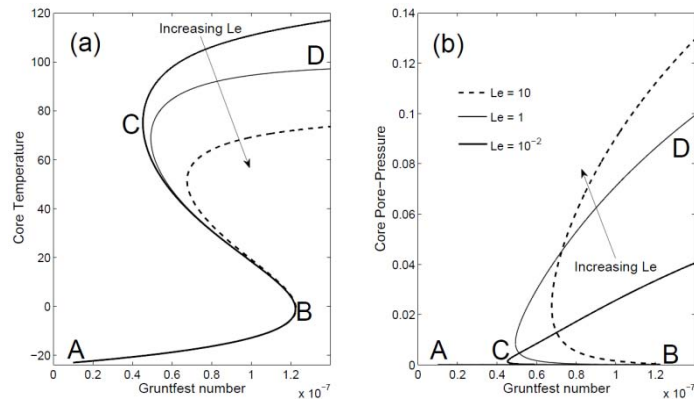 (a)
Increasing Le
A
B
C
D
Core Temperature
120
100
80
60
40
20
0
−20
0 0.2 0.4 0.6 0.8 1 1.2
Gruntfest number
x 10⁻⁷
(b)
Le = 10
Le = 1
Le = 10⁻²
Increasing Le
A
B
C
D
Core Pore−Pressure
0.14
0.12
0.1
0.08
0.06
0.04
0.02
0
0 0.2 0.4 0.6 0.8 1 1.2
Gruntfest number
x 10⁻⁷